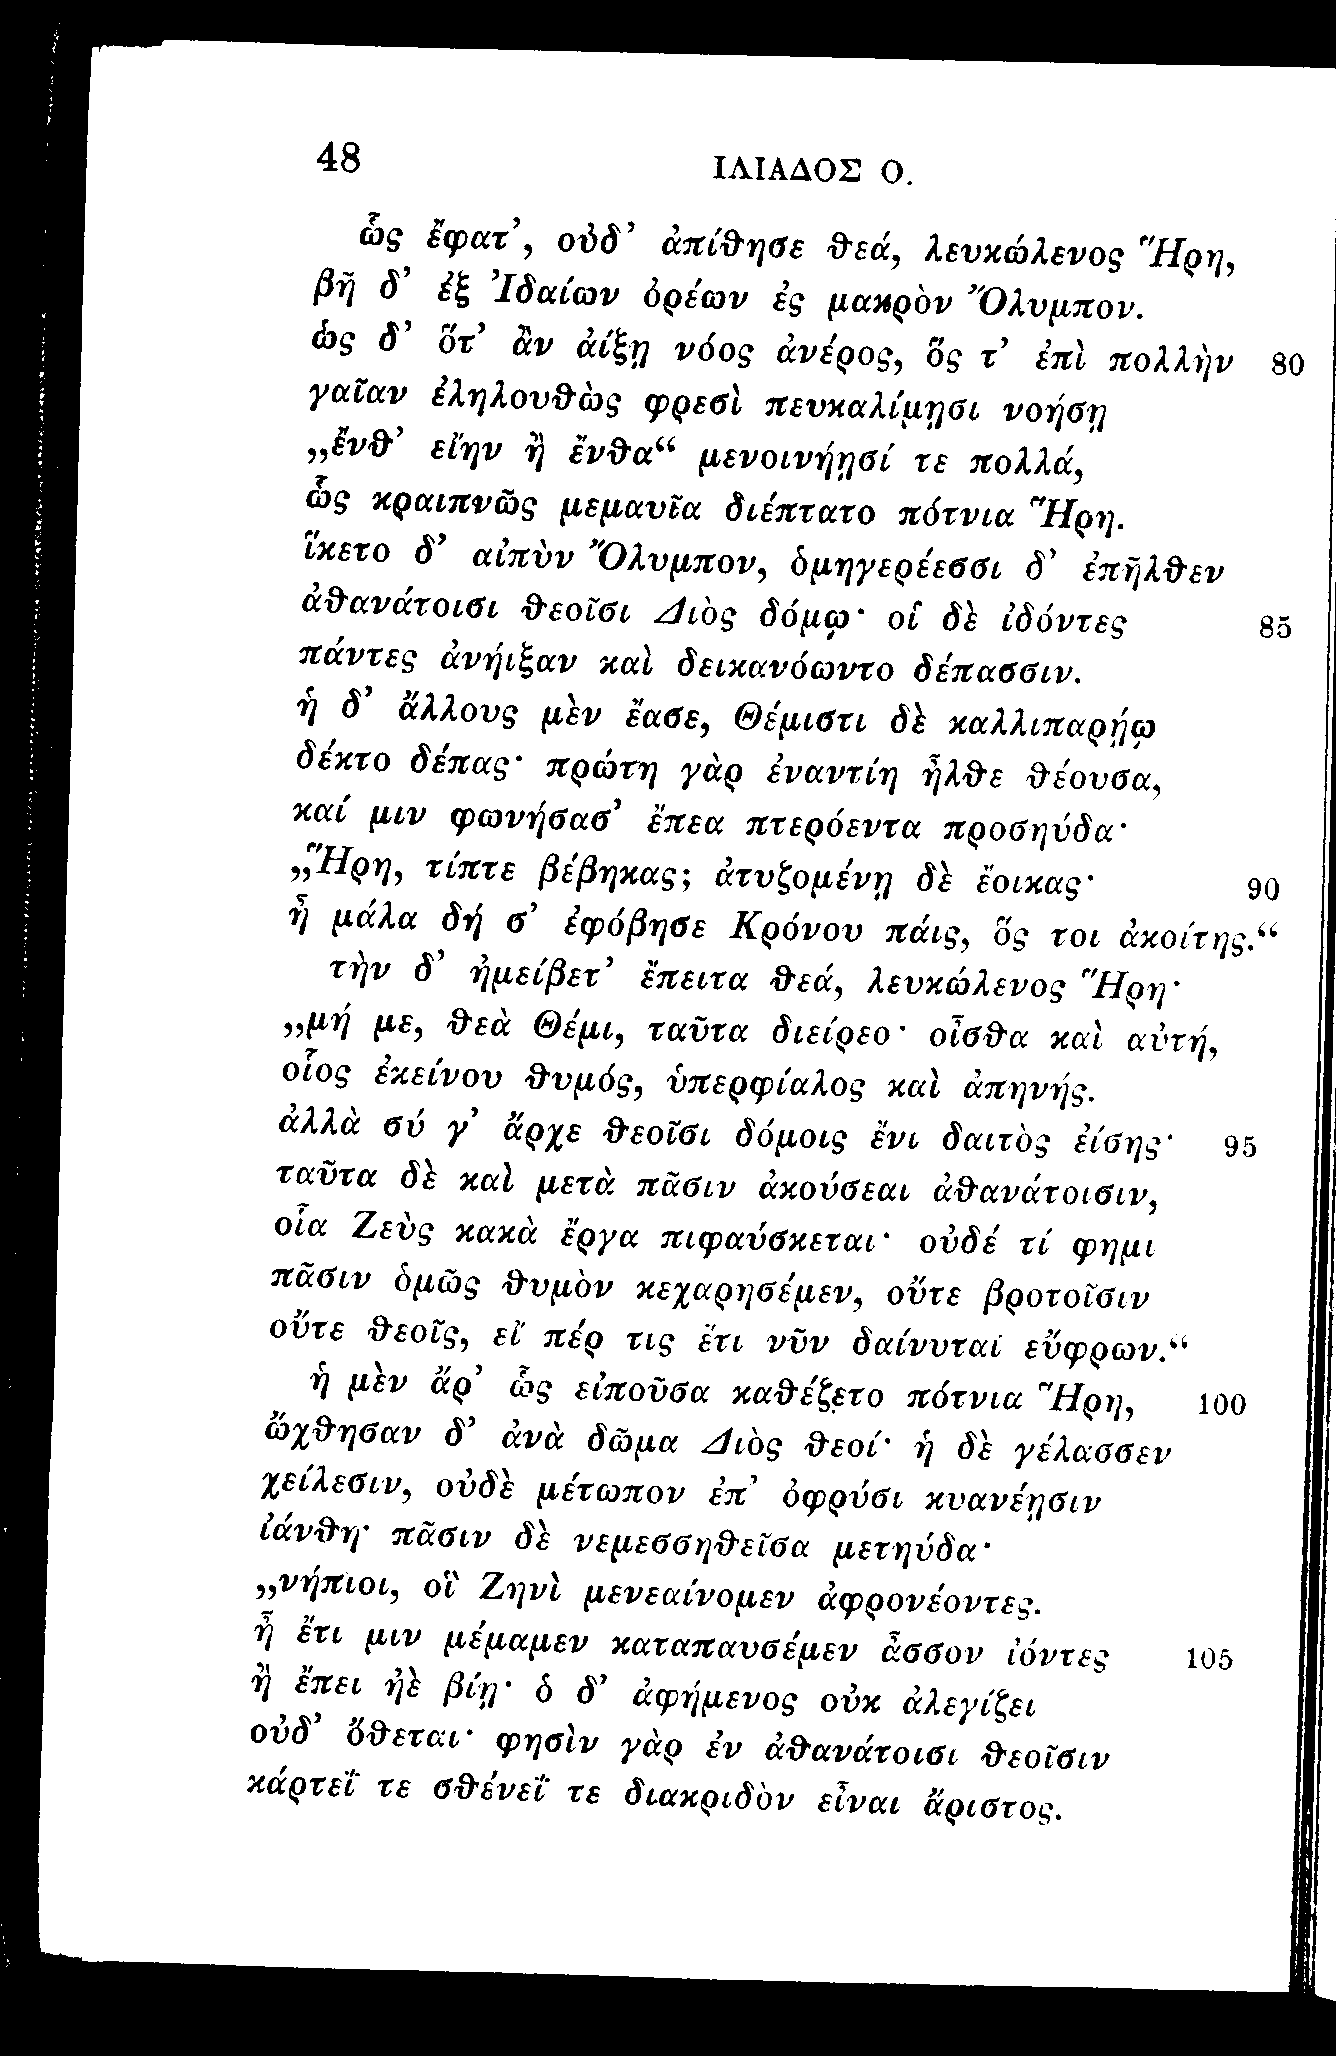 48 ΙΛΙΑΔΟΣ Ο.
ὣς ἔφατ’, οὐδ’ ἀπίθησε θεά, λευκώλενος Ἥρη,
βῆ δ’ ἐξ Ἰδαίων ὀρέων ἐς μακρὸν Ὄλυμπον.
ὡς δ’ ὅτ’ ἂν ἀίξῃ νόος ἀνέρος, ὅς τ’ ἐπὶ πολλὴν 80
γαῖαν ἐληλουθὼς φρεσὶ πευκαλίμῃσι νοήσῃ
„ἔνθ’ εἴην ἢ ἔνθα“ μενοινήῃσί τε πολλά,
ὣς κραιπνῶς μεμαυῖα διέπτατο πότνια Ἥρη.
ἵκετο δ’ αἰπὺν Ὄλυμπον, ὁμηγερέεσσι δ’ ἐπῆλθεν
ἀθανάτοισι θεοῖσι Διὸς δόμῳ· οἱ δὲ ἰδόντες 85
πάντες ἀνήιξαν καὶ δεικανόωντο δέπασσιν.
ἡ δ’ ἄλλους μὲν ἔασε, Θέμιστι δὲ καλλιπαρήῳ
δέκτο δέπας· πρώτη γὰρ ἐναντίη ἦλθε θέουσα,
καί μιν φωνήσασ’ ἔπεα πτερόεντα προσηύδα·
„Ἥρη, τίπτε βέβηκας; ἀτυζομένῃ δὲ ἔοικας· 90
ἦ μάλα δή σ’ ἐφόβησε Κρόνου πάις, ὅς τοι ἀκοίτης.“
τὴν δ’ ἠμείβετ’ ἔπειτα θεά, λευκώλενος Ἥρη·
„μή με, θεὰ Θέμι, ταῦτα διείρεο· οἶσθα καὶ αὐτή,
οἷος ἐκείνου θυμός, ὑπερφίαλος καὶ ἀπηνής.
ἀλλὰ σύ γ’ ἄρχε θεοῖσι δόμοις ἔνι δαιτὸς ἐίσης· 95
ταῦτα δὲ καὶ μετὰ πᾶσιν ἀκούσεαι ἀθανάτοισιν,
οἷα Ζεὺς κακὰ ἔργα πιφαύσκεται· οὐδέ τί φημι
πᾶσιν ὁμῶς θυμὸν κεχαρησέμεν, οὔτε βροτοῖσιν
οὔτε θεοῖς, εἴ πέρ τις ἔτι νῦν δαίνυται εὔφρων.“
ἡ μὲν ἄρ’ ὣς εἰποῦσα καθέζετο πότνια Ἥρη, 100
ὤχθησαν δ’ ἀνὰ δῶμα Διὸς θεοί· ἡ δὲ γέλασσεν
χείλεσιν, οὐδὲ μέτωπον ἐπ’ ὀφρύσι κυανέῃσιν
ἰάνθη· πᾶσιν δὲ νεμεσσηθεῖσα μετηύδα·
„νήπιοι, οἳ Ζηνὶ μενεαίνομεν ἀφρονέοντες.
ἦ ἔτι μιν μέμαμεν καταπαυσέμεν ἆσσον ἰόντες 105
ἢ ἔπει ἠὲ βίῃ· ὁ δ’ ἀφήμενος οὐκ ἀλεγίζει
οὐδ’ ὄθεται· φησὶν γὰρ ἐν ἀθανάτοισι θεοῖσιν
κάρτεΐ τε σθένεΐ τε διακριδὸν εἶναι ἄριστος.